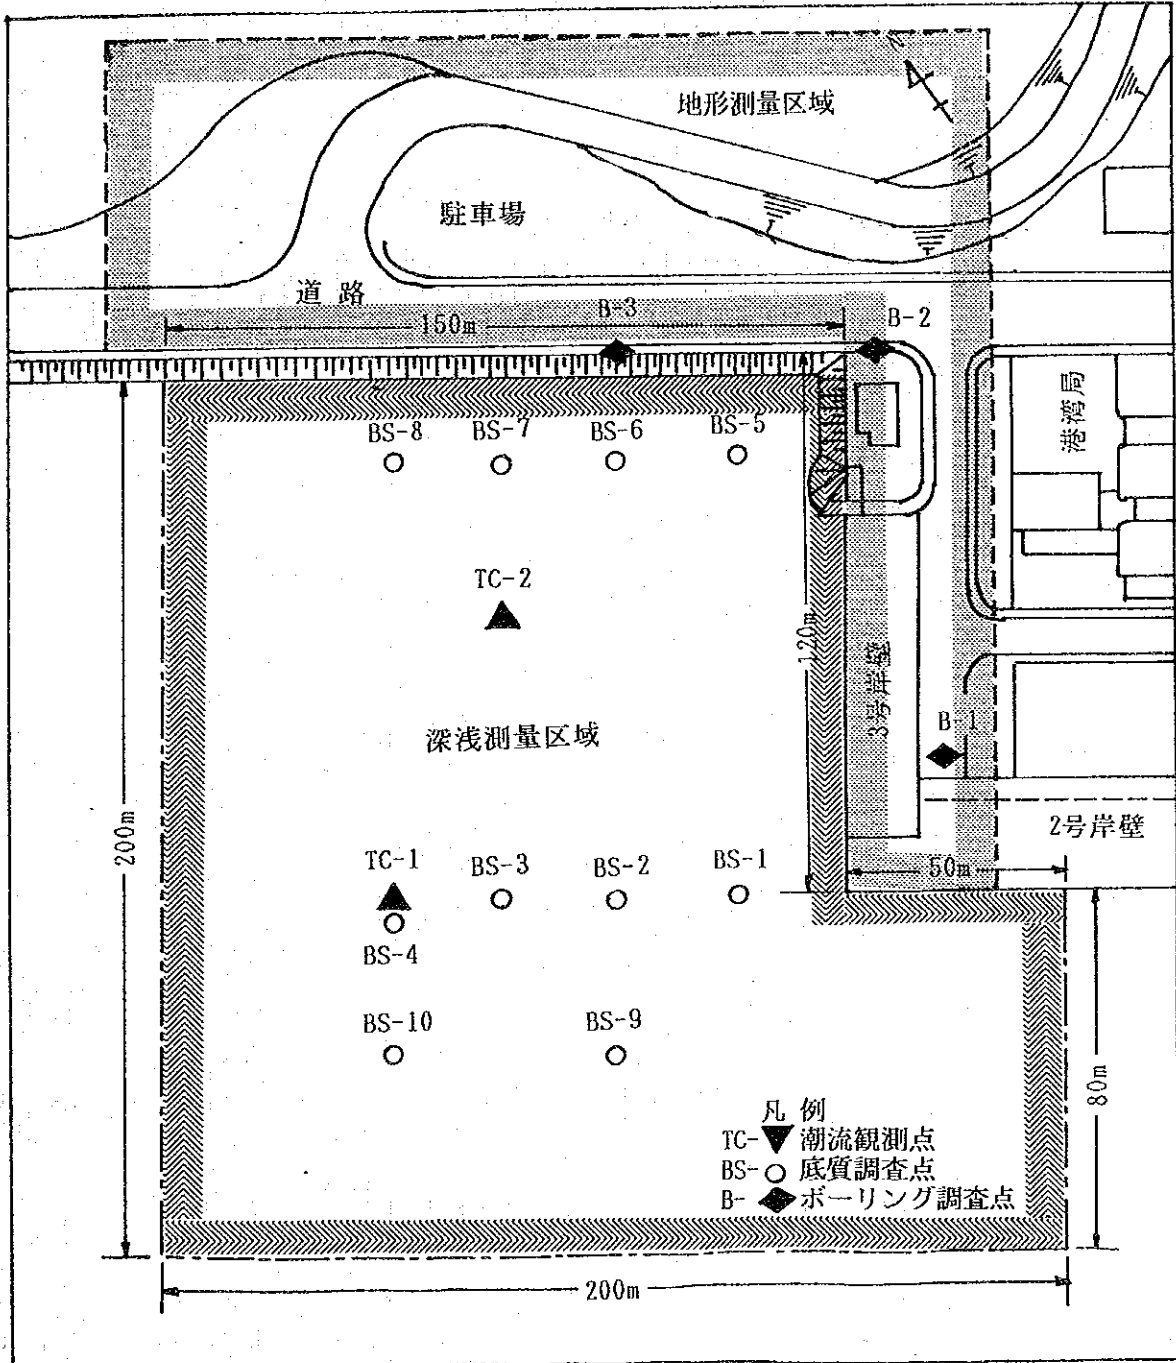 N
地形測量区域
駐車場
道路
150m
B-3
B-2
港湾局
BS-8
BS-7
BS-6
BS-5
TC-2
120m
3号岸壁
深浅測量区域
B-1
200m
2号岸壁
TC-1
BS-3
BS-2
BS-1
50m
BS-4
BS-10
BS-9
80m
凡 例
TC-▼潮流観測点
BS-○底質調査点
B-◆ボーリング調査点
200m